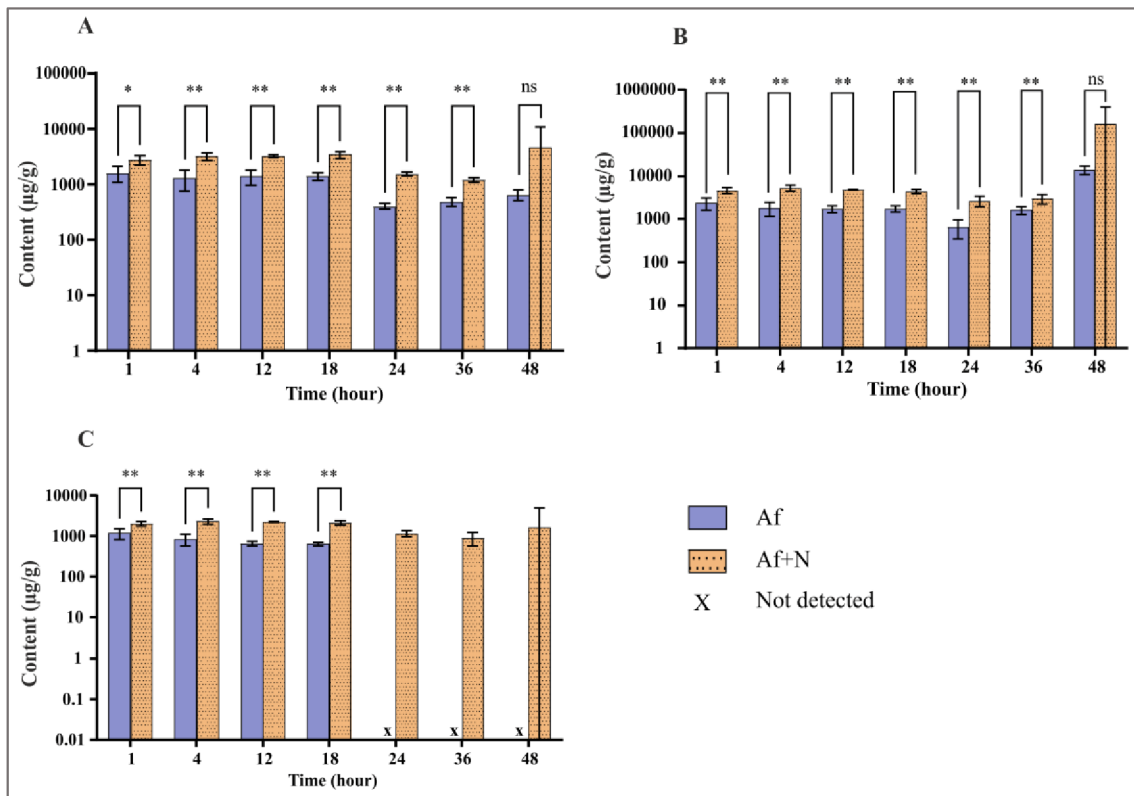 A
* ** ** ** ** ** ns
Content (µg/g)
100000
10000
1000
100
10
1
1 4 12 18 24 36 48
Time (hour)
B
** ** ** ** ** ** ns
Content (µg/g)
1000000
100000
10000
1000
100
10
1
1 4 12 18 24 36 48
Time (hour)
C
** ** ** **
Content (µg/g)
10000
1000
100
10
1
0.1
0.01
x x x
1 4 12 18 24 36 48
Time (hour)
Af
Af+N
X Not detected